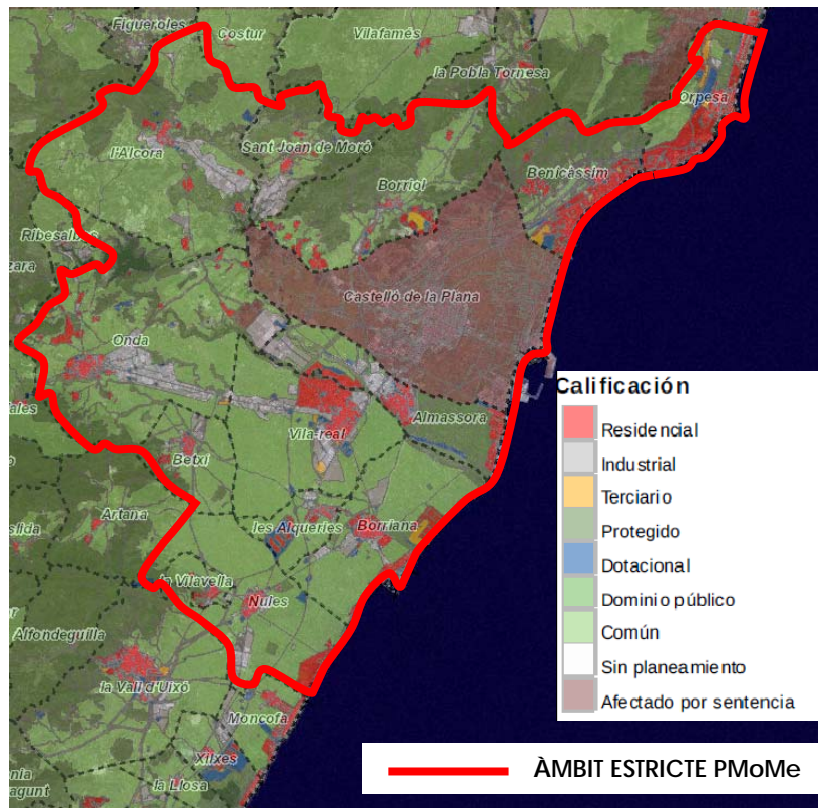 Figueroles
Costur
Vilafamés
la Pobla Tornesa
Orpesa
l'Alcora
Sant Joan de Moró
Benicàssim
Borriol
Ribesalbes
Castelló de la Plana
Onda
Almassora
Vila-real
Betxí
Artana
les Alqueries
Borriana
la Vilavella
Nules
Alfondeguilla
la Vall d'Uixó
Moncofa
Xilxes
la Llosa
Calificación
Residencial
Industrial
Terciario
Protegido
Dotacional
Dominio público
Común
Sin planeamiento
Afectado por sentencia
ÀMBIT ESTRICTE PMoMe